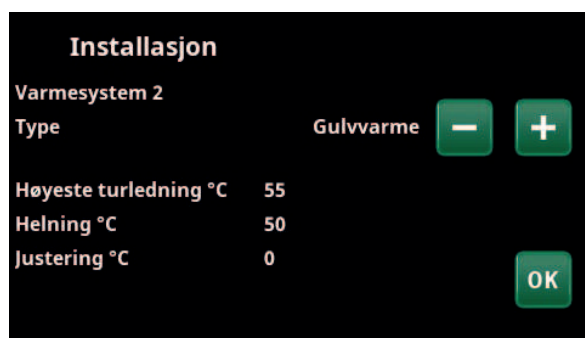 Installasjon
Varmesystem 2
Type Gulvvarme − +
Høyeste turledning °C 55
Helning °C 50
Justering °C 0
OK